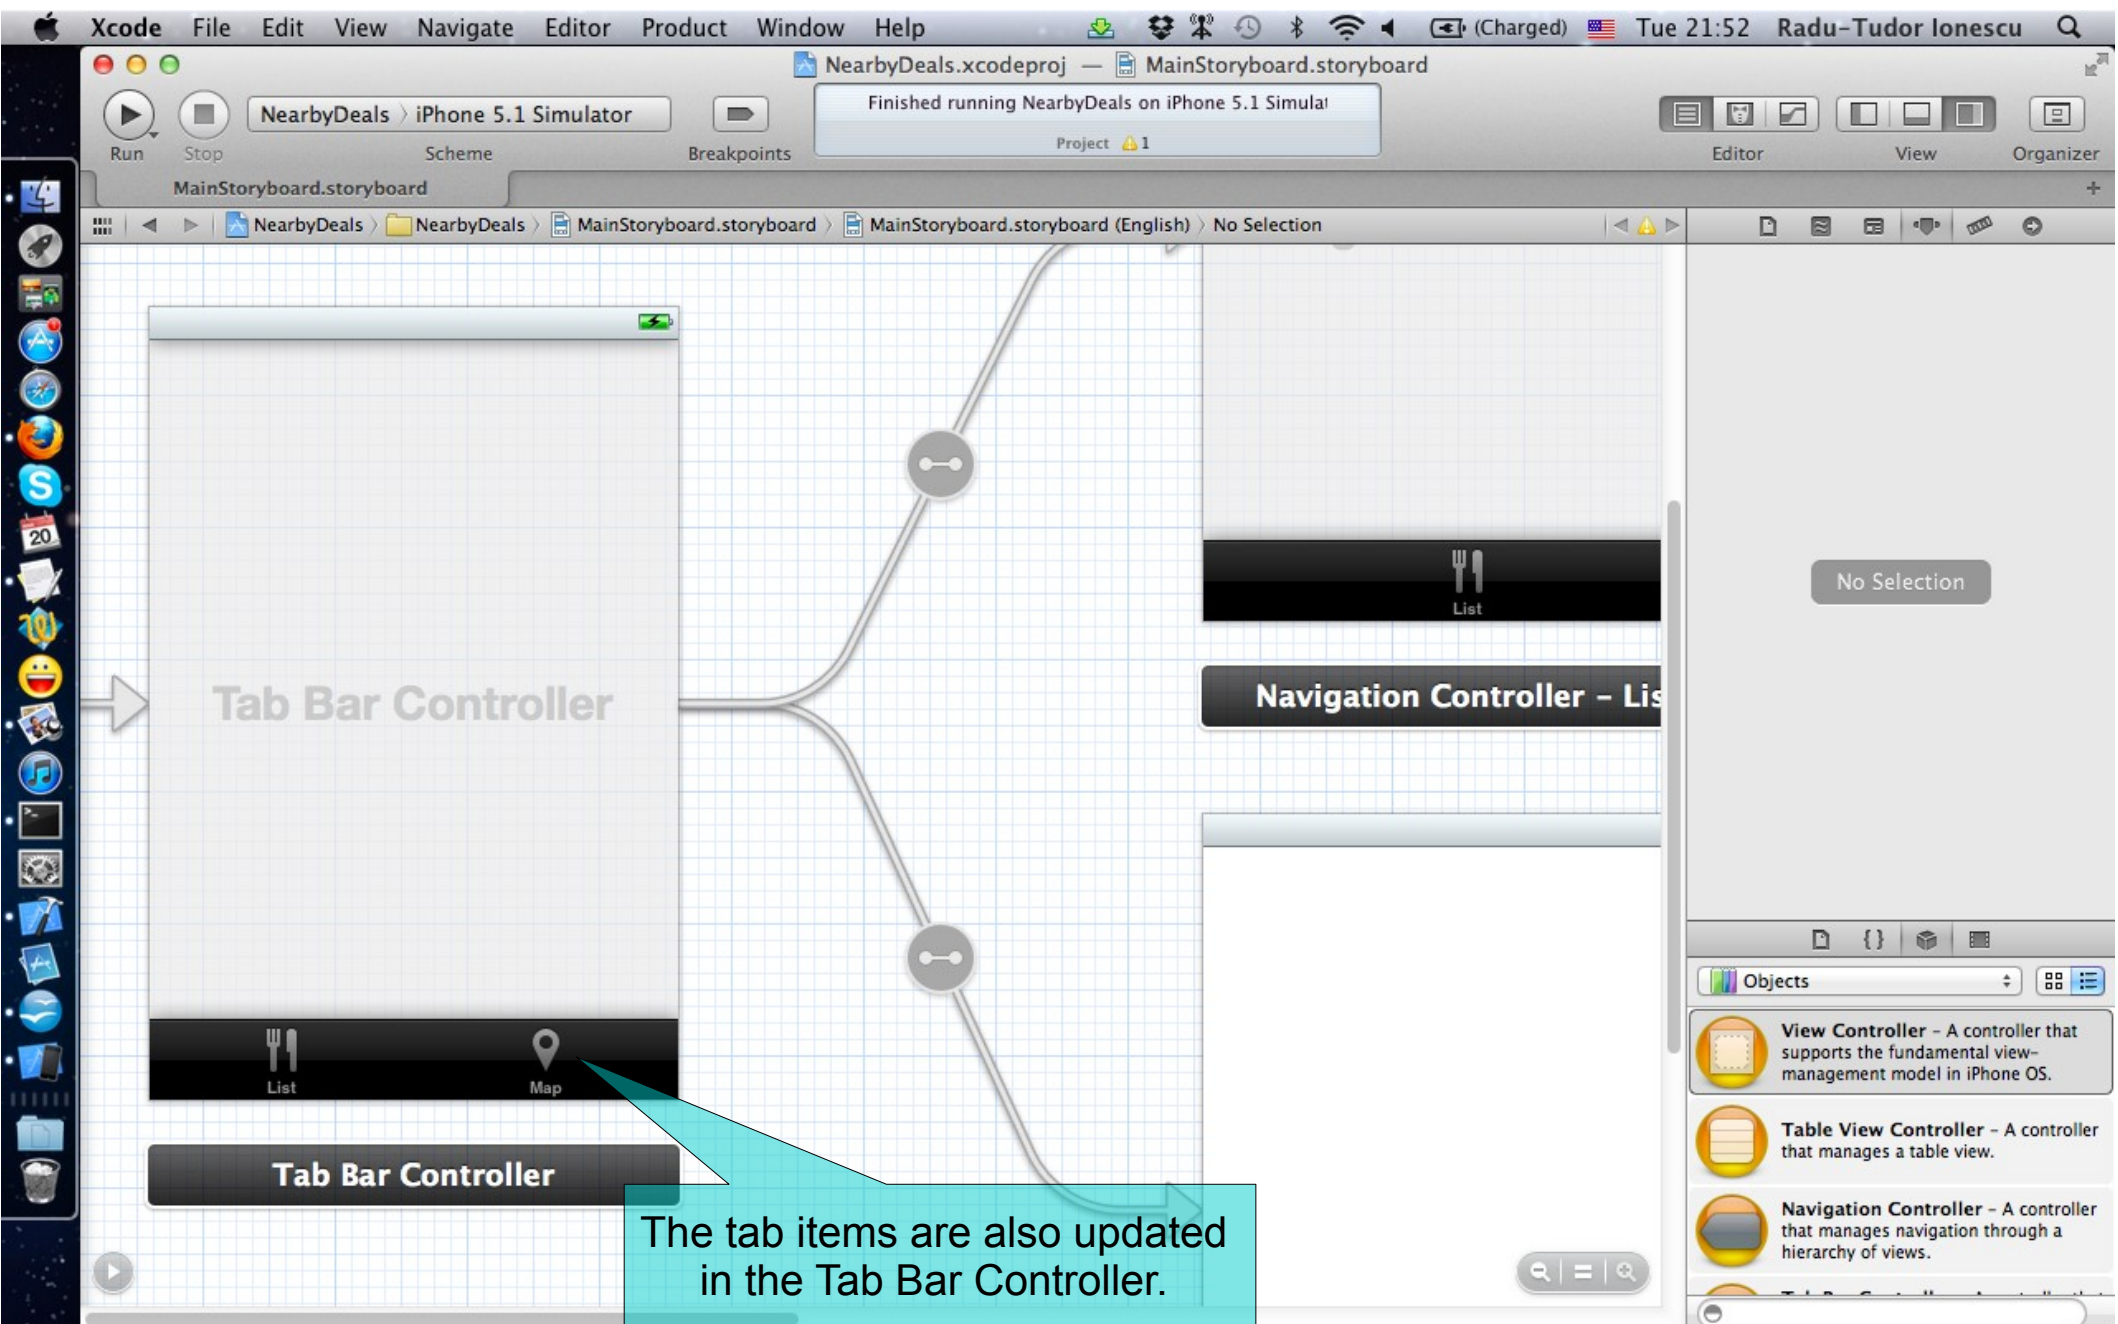 Xcode File Edit View Navigate Editor Product Window Help (Charged) Tue 21:52 Radu-Tudor Ionescu
NearbyDeals.xcodeproj — MainStoryboard.storyboard
NearbyDeals iPhone 5.1 Simulator
Finished running NearbyDeals on iPhone 5.1 Simulat
Project 1
Run Stop Scheme Breakpoints Editor View Organizer
MainStoryboard.storyboard
NearbyDeals NearbyDeals MainStoryboard.storyboard MainStoryboard.storyboard (English) No Selection
20
Tab Bar Controller
List
Map
Tab Bar Controller
List
Navigation Controller – Lis
The tab items are also updated
in the Tab Bar Controller.
No Selection
{}
Objects
View Controller – A controller that
supports the fundamental view-
management model in iPhone OS.
Table View Controller – A controller
that manages a table view.
Navigation Controller – A controller
that manages navigation through a
hierarchy of views.